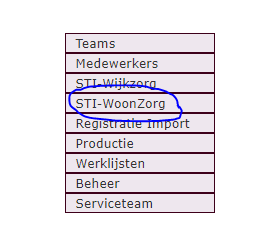 Teams
Medewerkers
STI-Wijkzorg
STI-WoonZorg
Registratie Import
Productie
Werklijsten
Beheer
Serviceteam